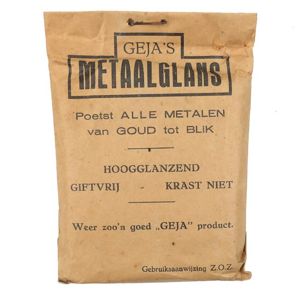 GEJA'S
METAALGLANS
Poetst ALLE METALEN
van GOUD tot BLIK
HOOGGLANZEND
GIFTVRIJ - KRAST NIET
Weer zoo'n goed „GEJA" product.
Gebruiksaanwijzing Z.O.Z.